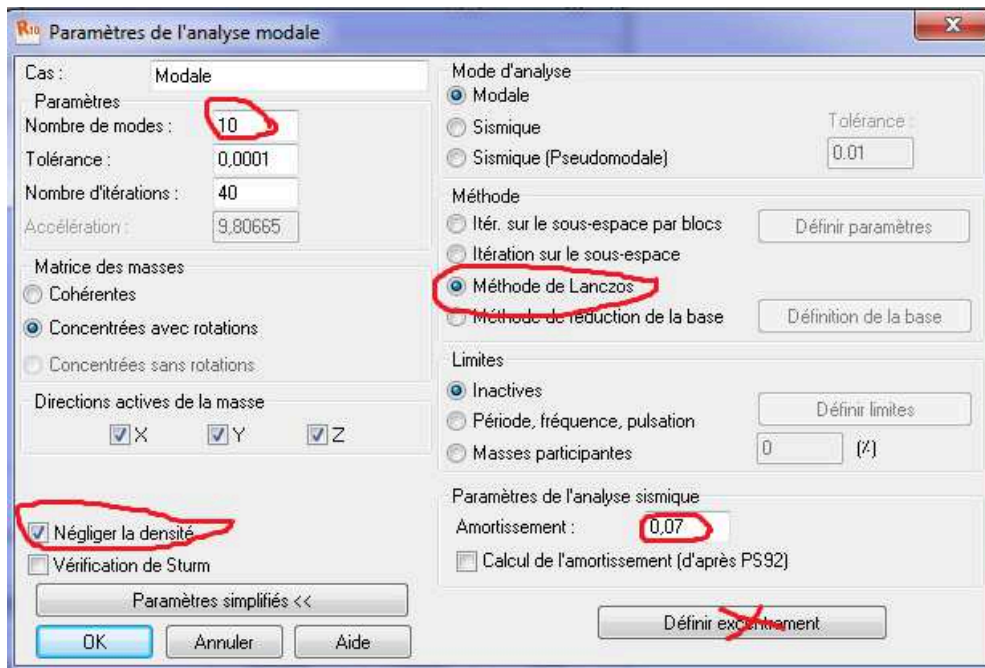 R10 Paramètres de l'analyse modale
Cas : Modale
Paramètres
Nombre de modes : 10
Tolérance : 0,0001
Nombre d'itérations : 40
Accélération : 9,80665
Matrice des masses
Cohérentes
Concentrées avec rotations
Concentrées sans rotations
Directions actives de la masse
X Y Z
Négliger la densité
Vérification de Sturm
Paramètres simplifiés <<
OK Annuler Aide
Mode d'analyse
Modale
Sismique
Sismique (Pseudomodale)
Tolérance :
0.01
Méthode
Itér. sur le sous-espace par blocs Définir paramètres
Itération sur le sous-espace
Méthode de Lanczos
Méthode de réduction de la base Définition de la base
Limites
Inactives
Période, fréquence, pulsation Définir limites
Masses participantes 0 (%)
Paramètres de l'analyse sismique
Amortissement : 0,07
Calcul de l'amortissement (d'après PS92)
Définir excentrement